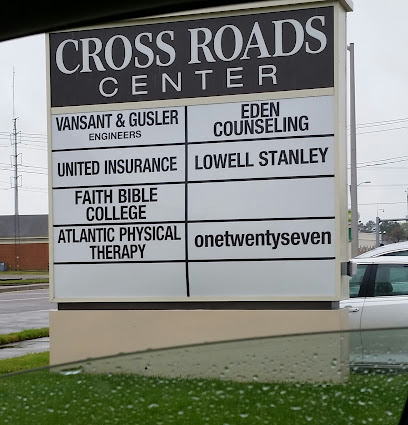 CROSS ROADS
CENTER
VANSANT & GUSLER
ENGINEERS
UNITED INSURANCE
FAITH BIBLE
COLLEGE
ATLANTIC PHYSICAL
THERAPY
EDEN
COUNSELING
LOWELL STANLEY
onetwentyseven